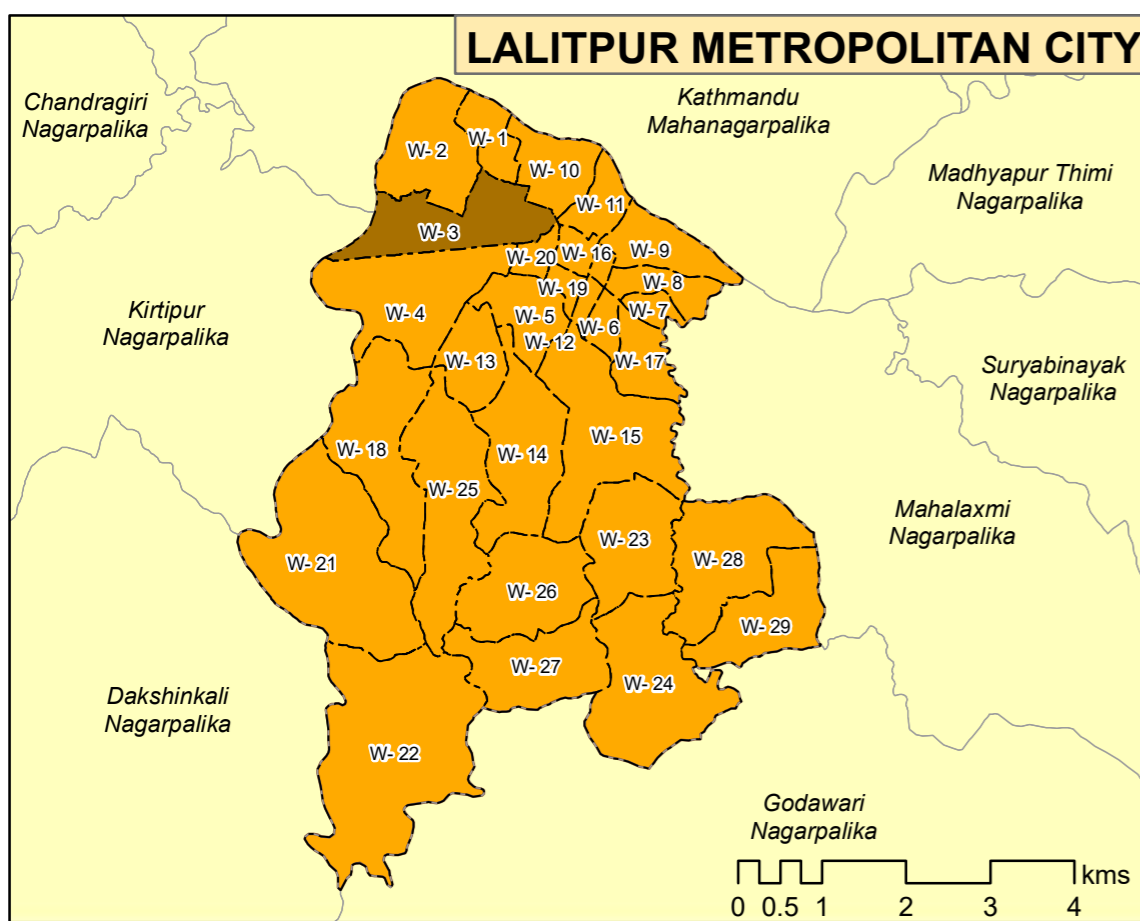 LALITPUR METROPOLITAN CITY
Chandragiri
Nagarpalika
Kathmandu
Mahanagarpalika
Madhyapur Thimi
Nagarpalika
W- 1
W- 2
W- 10
W- 11
W- 3
W- 20
W- 16
W- 9
W- 8
W- 19
Kirtipur
Nagarpalika
W- 4
W- 5
W- 6
W- 7
W- 12
W- 13
W- 17
Suryabinayak
Nagarpalika
W- 18
W- 14
W- 15
W- 25
Mahalaxmi
Nagarpalika
W- 21
W- 23
W- 28
W- 26
W- 29
W- 27
W- 24
Dakshinkali
Nagarpalika
W- 22
Godawari
Nagarpalika
kms
0 0.5 1 2 3 4